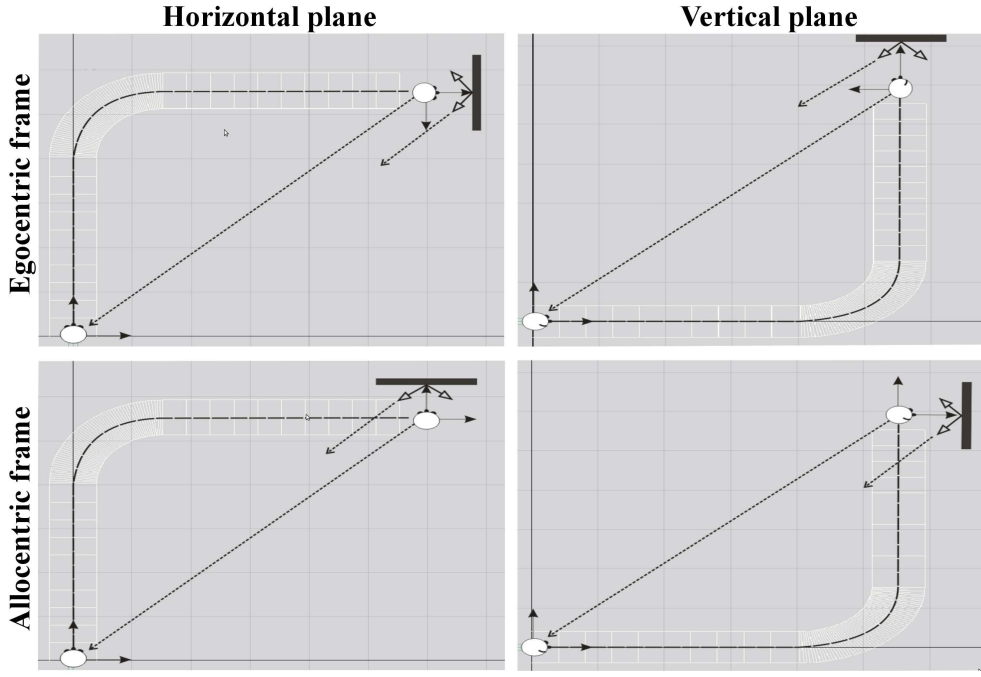 Horizontal plane
Vertical plane
Egocentric frame
Allocentric frame